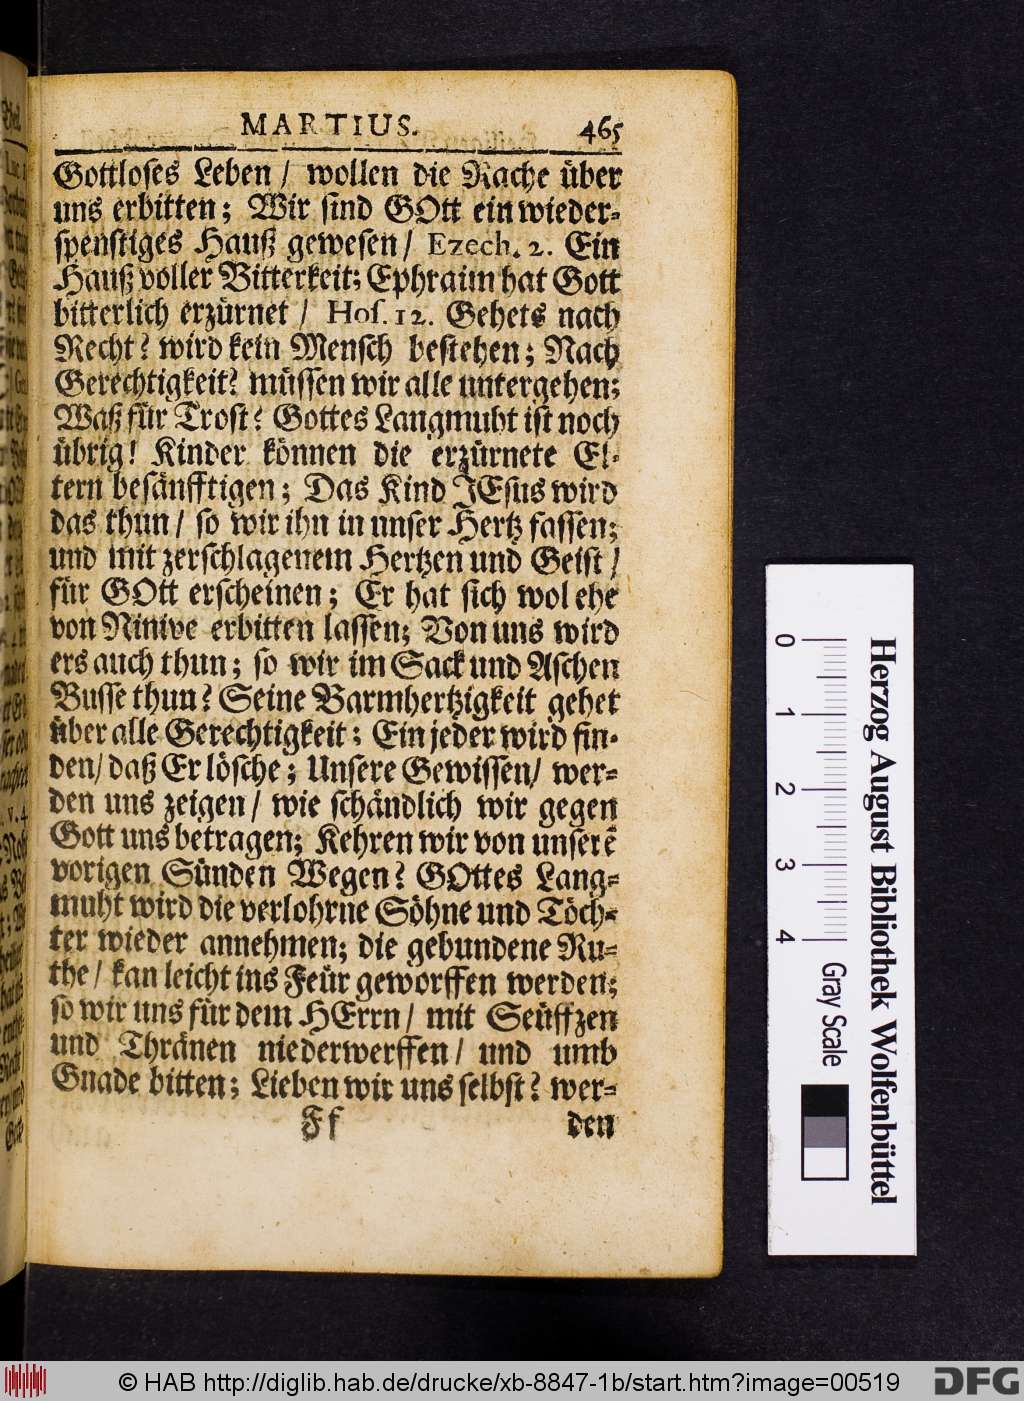 MARTIUS. 465
Gottloses Leben / wollen die Rache über
uns erbitten; Wir sind GOtt ein wieder-
spenstiges Hauß gewesen / Ezech. 2. Ein
Hauß voller Bitterkeit; Ephraim hat Gott
bitterlich erzürnet / Hos. 12. Gehets nach
Recht? wird kein Mensch bestehen; Nach
Gerechtigkeit? müssen wir alle untergehen;
Waß für Trost? Gottes Langmuht ist noch
übrig! Kinder können die erzürnete El-
tern besänfftigen; Das Kind JEsus wird
das thun / so wir ihn in unser Hertz fassen;
und mit zerschlagenem Hertzen und Geist /
für GOtt erscheinen; Er hat sich wol ehe
von Ninive erbitten lassen; Von uns wird
ers auch thun; so wir im Sack und Aschen
Busse thun? Seine Barmhertzigkeit gehet
über alle Gerechtigkeit; Ein jeder wird fin-
den / daß Er lösche; Unsere Gewissen / wer-
den uns zeigen / wie schändlich wir gegen
Gott uns betragen; Kehren wir von unserẽ
vorigen Sünden Wegen? GOttes Lang-
muht wird die verlohrne Söhne und Töch-
ter wieder annehmen; die gebundene Ru-
the / kan leicht ins Feür geworffen werden;
so wir uns für dem HErrn / mit Seüffzen
und Thränen niederwerffen / und umb
Gnade bitten; Lieben wir uns selbst? wer-
Ff den
0 1 2 3 4
Gray Scale
Herzog August Bibliothek Wolfenbüttel
© HAB http://diglib.hab.de/drucke/xb-8847-1b/start.htm?image=00519
DFG